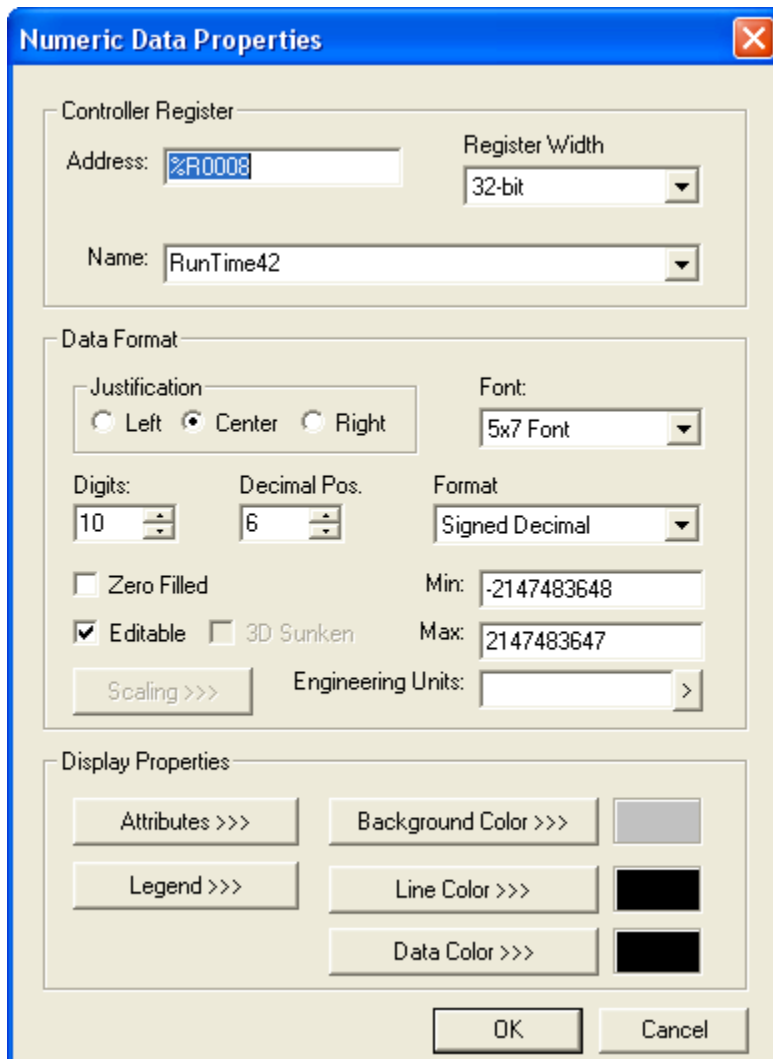 Numeric Data Properties
Controller Register
Address: %R0008
Register Width
32-bit
Name: RunTime42
Data Format
Justification
Left Center Right
Font:
5x7 Font
Digits: Decimal Pos. Format
10 6 Signed Decimal
Zero Filled Min: -2147483648
Editable 3D Sunken Max: 2147483647
Scaling >>> Engineering Units: >
Display Properties
Attributes >>> Background Color >>>
Legend >>> Line Color >>>
Data Color >>>
OK Cancel